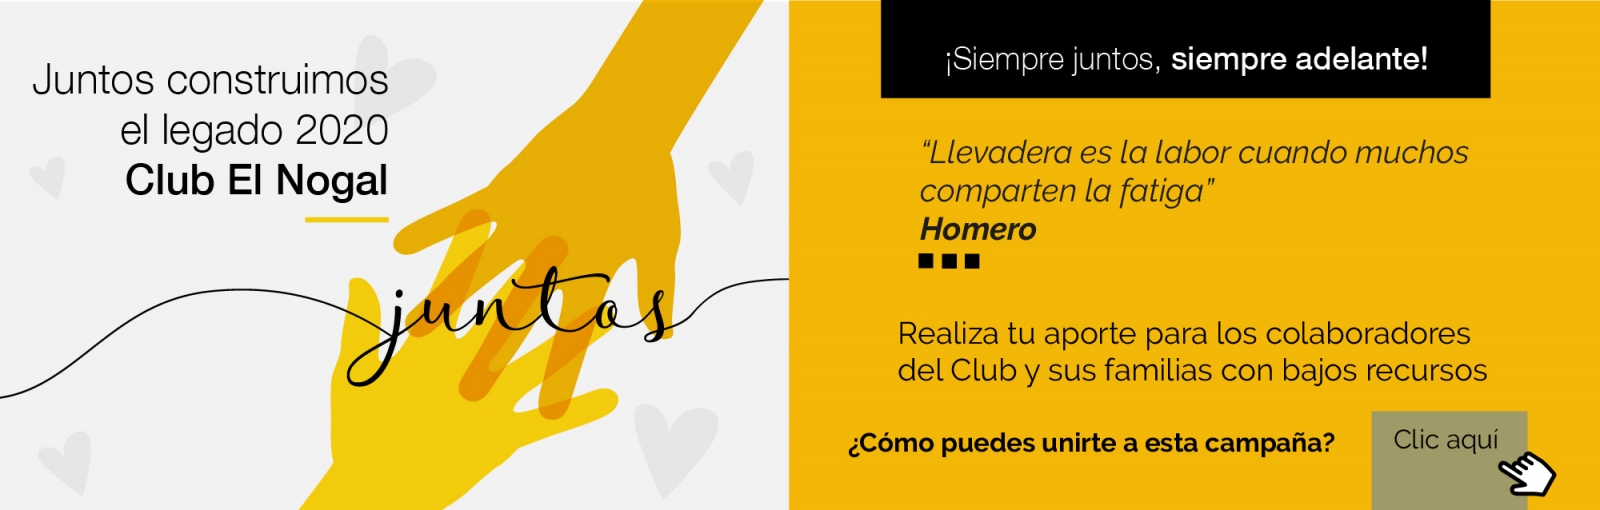 Juntos construimos
el legado 2020
Club El Nogal
juntos
¡Siempre juntos, siempre adelante!
“Llevadera es la labor cuando muchos
comparten la fatiga”
Homero
Realiza tu aporte para los colaboradores
del Club y sus familias con bajos recursos
¿Cómo puedes unirte a esta campaña?
Clic aquí